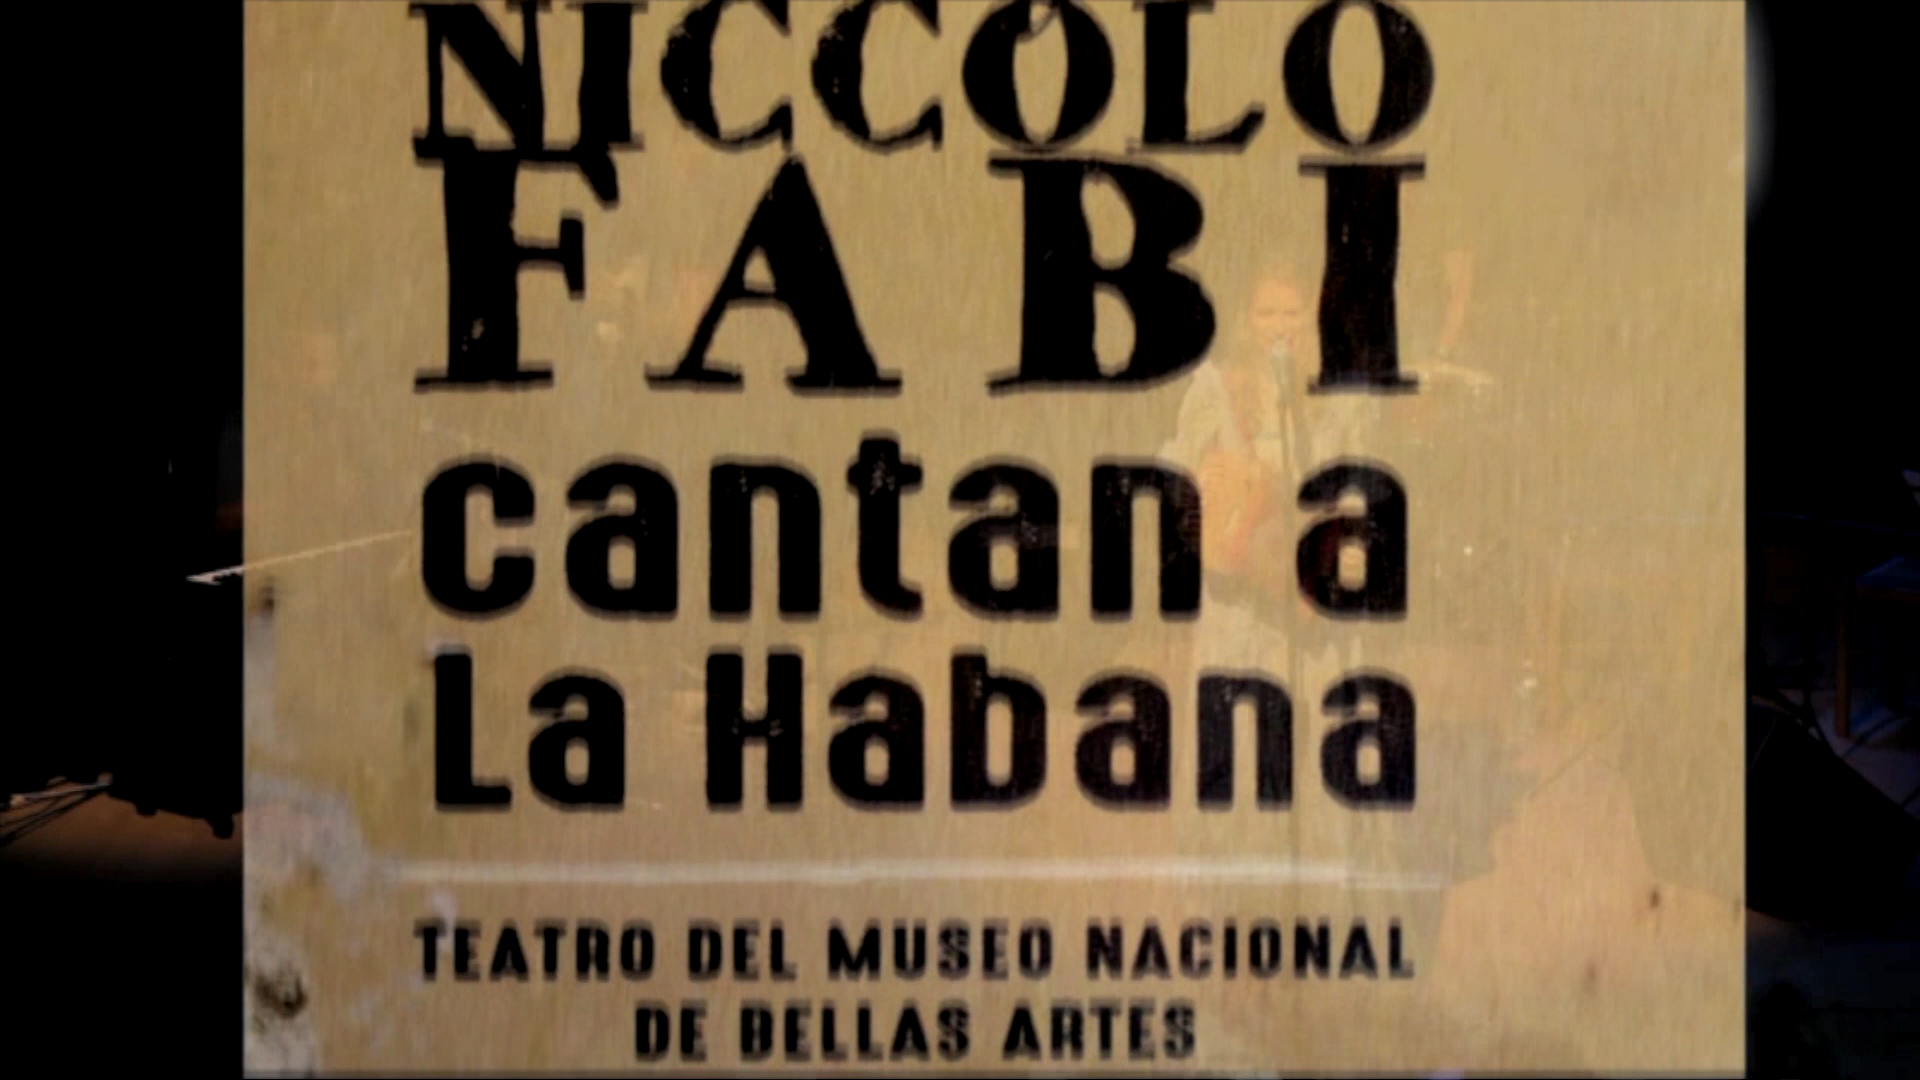 NICCOLO
FABI
cantan a
La Habana
TEATRO DEL MUSEO NACIONAL
DE BELLAS ARTES